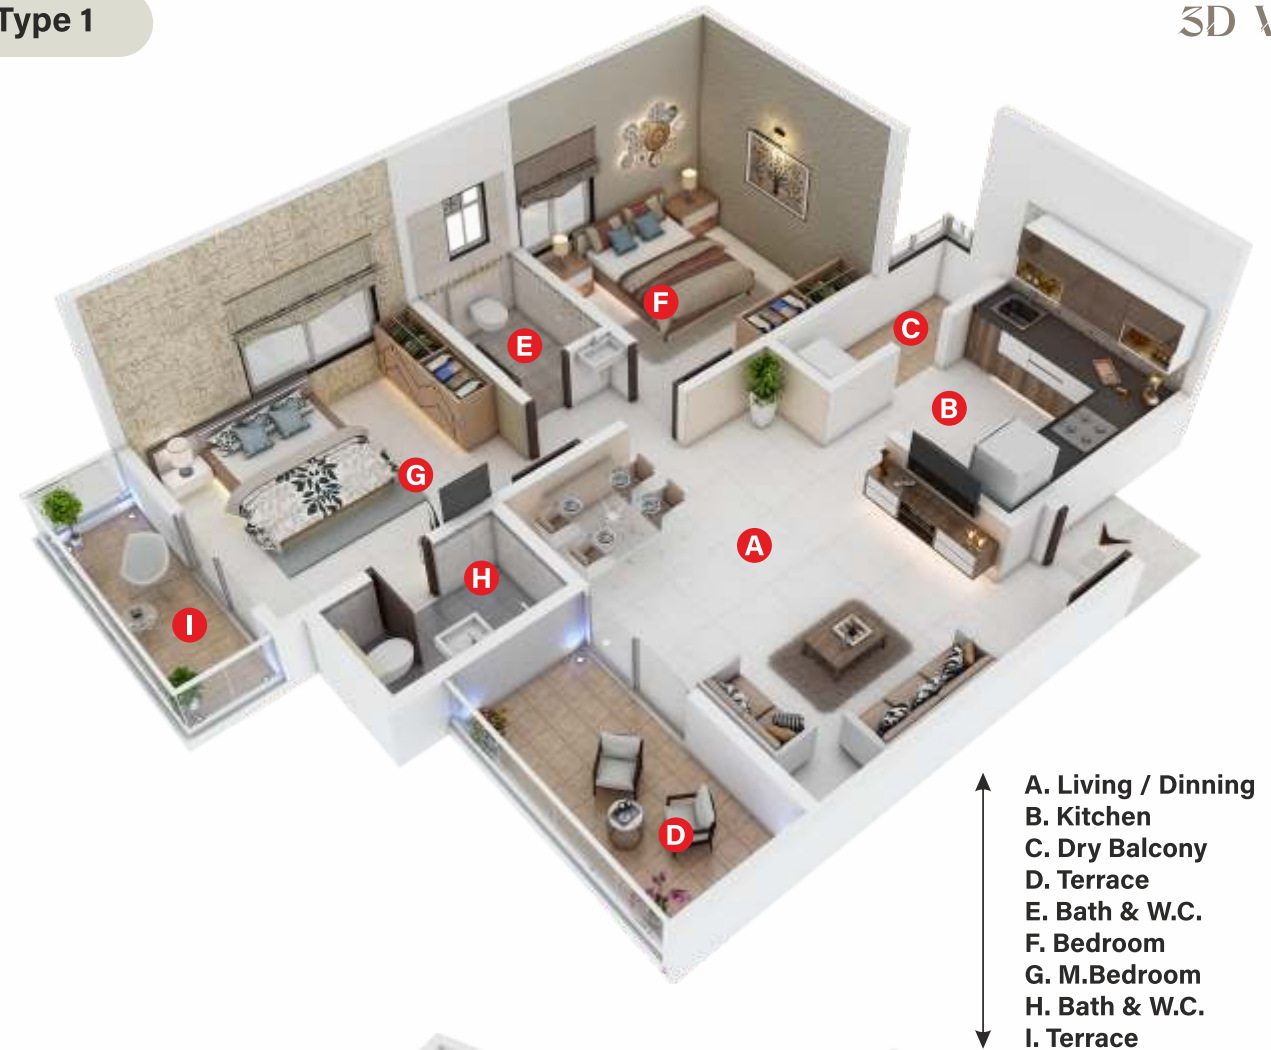 Type 1
3D
F
E
C
B
G
A
H
I
D
A. Living / Dinning
B. Kitchen
C. Dry Balcony
D. Terrace
E. Bath & W.C.
F. Bedroom
G. M.Bedroom
H. Bath & W.C.
I. Terrace